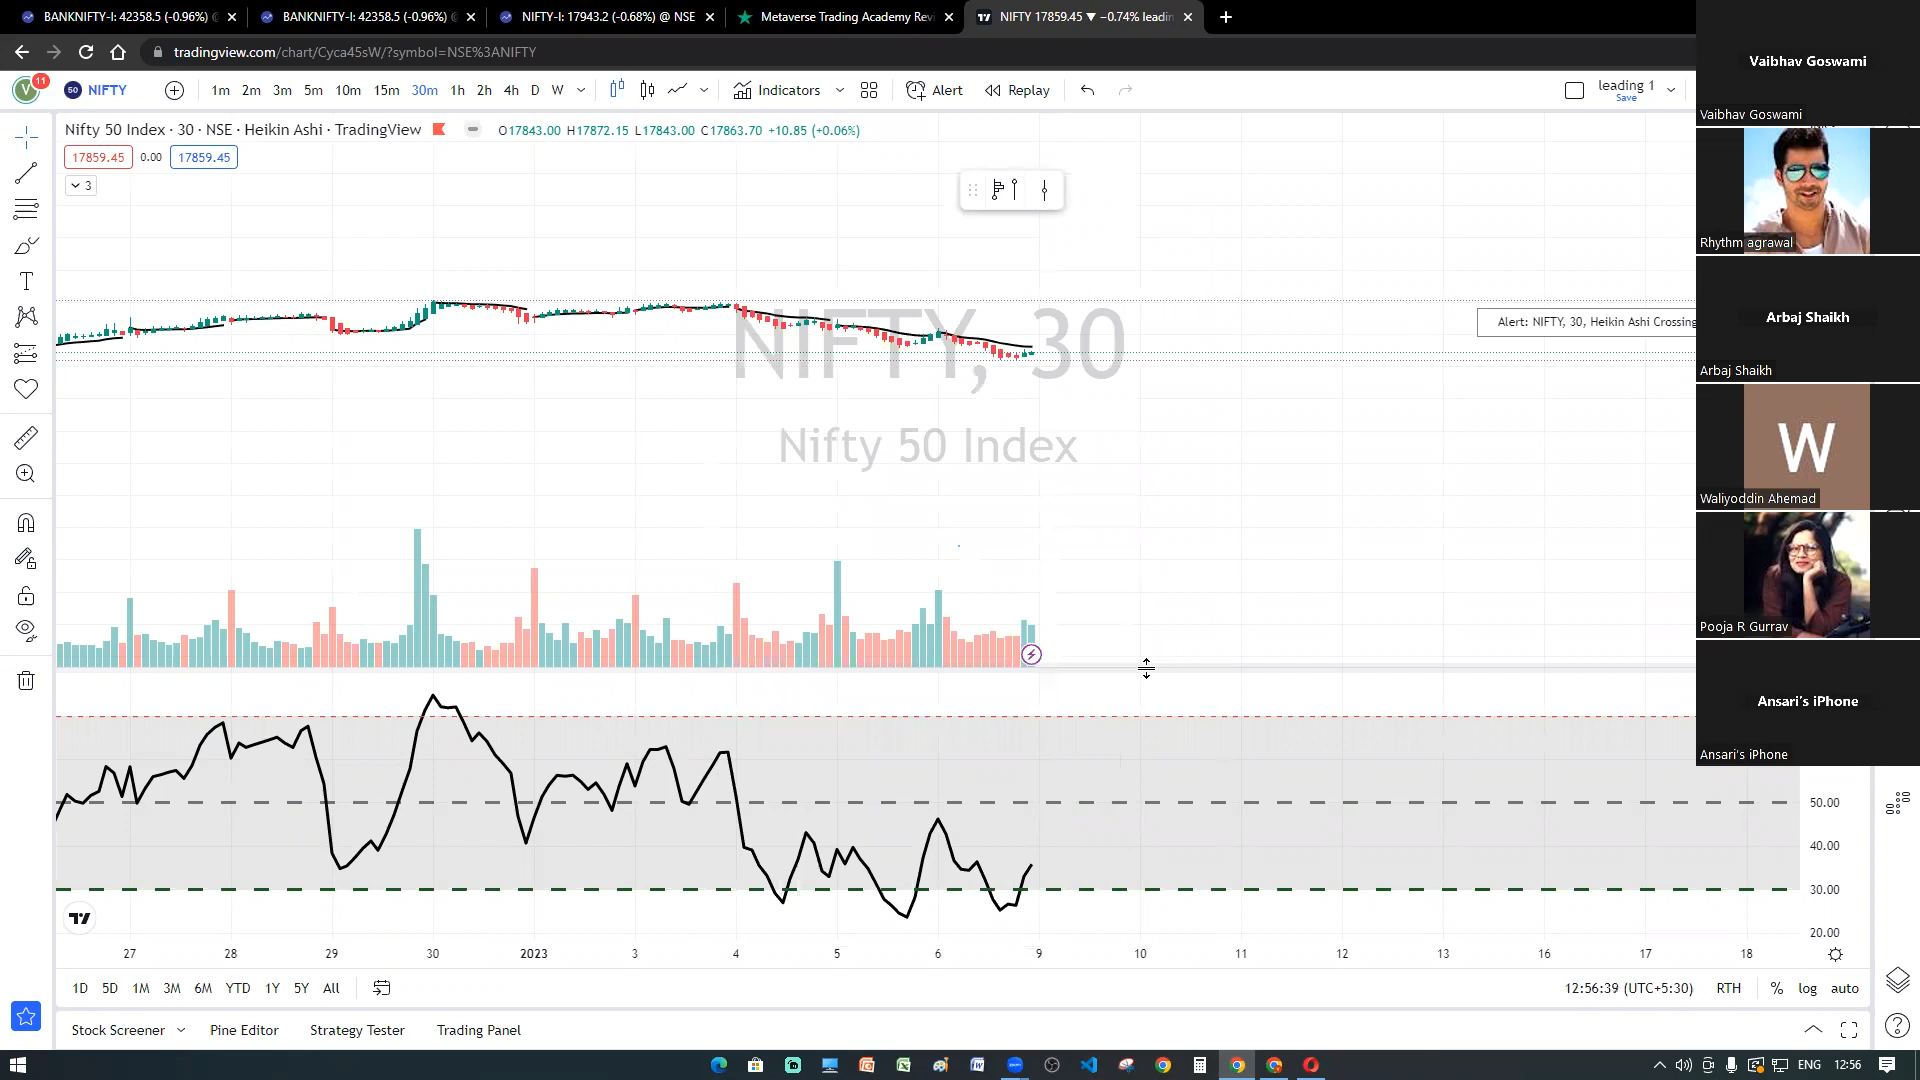 BANKNIFTY-I: 42358.5 (-0.96%) @
BANKNIFTY-I: 42358.5 (-0.96%) @
NIFTY-I: 17943.2 (-0.68%) @ NSE
Metaverse Trading Academy Revi
NIFTY 17859.45 ▼ −0.74% leadin
tradingview.com/chart/Cyca45sW/?symbol=NSE%3ANIFTY
V 11 50 NIFTY 1m 2m 3m 5m 10m 15m 30m 1h 2h 4h D W Indicators Alert Replay leading 1
Save
Nifty 50 Index · 30 · NSE · Heikin Ashi · TradingView O17843.00 H17872.15 L17843.00 C17863.70 +10.85 (+0.06%)
17859.45 0.00 17859.45
3
NIFTY, 30
Nifty 50 Index
Alert: NIFTY, 30, Heikin Ashi Crossing
50.00
40.00
30.00
20.00
27 28 29 30 2023 3 4 5 6 9 10 11 12 13 16 17 18
1D 5D 1M 3M 6M YTD 1Y 5Y All 12:56:39 (UTC+5:30) RTH % log auto
Stock Screener Pine Editor Strategy Tester Trading Panel
Vaibhav Goswami
Vaibhav Goswami
Rhythm agrawal
Arbaj Shaikh
Arbaj Shaikh
W
Waliyoddin Ahemad
Pooja R Gurrav
Ansari's iPhone
Ansari's iPhone
ENG 12:56